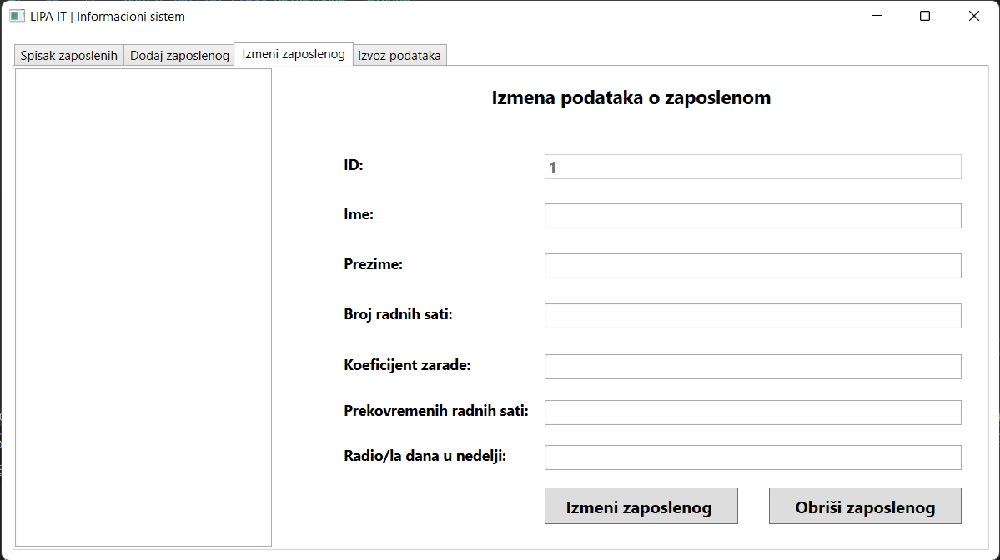 LIPA IT | Informacioni sistem
Spisak zaposlenih Dodaj zaposlenog Izmeni zaposlenog Izvoz podataka
Izmena podataka o zaposlenom
ID: 1
Ime:
Prezime:
Broj radnih sati:
Koeficijent zarade:
Prekovremenih radnih sati:
Radio/la dana u nedelji:
Izmeni zaposlenog Obriši zaposlenog